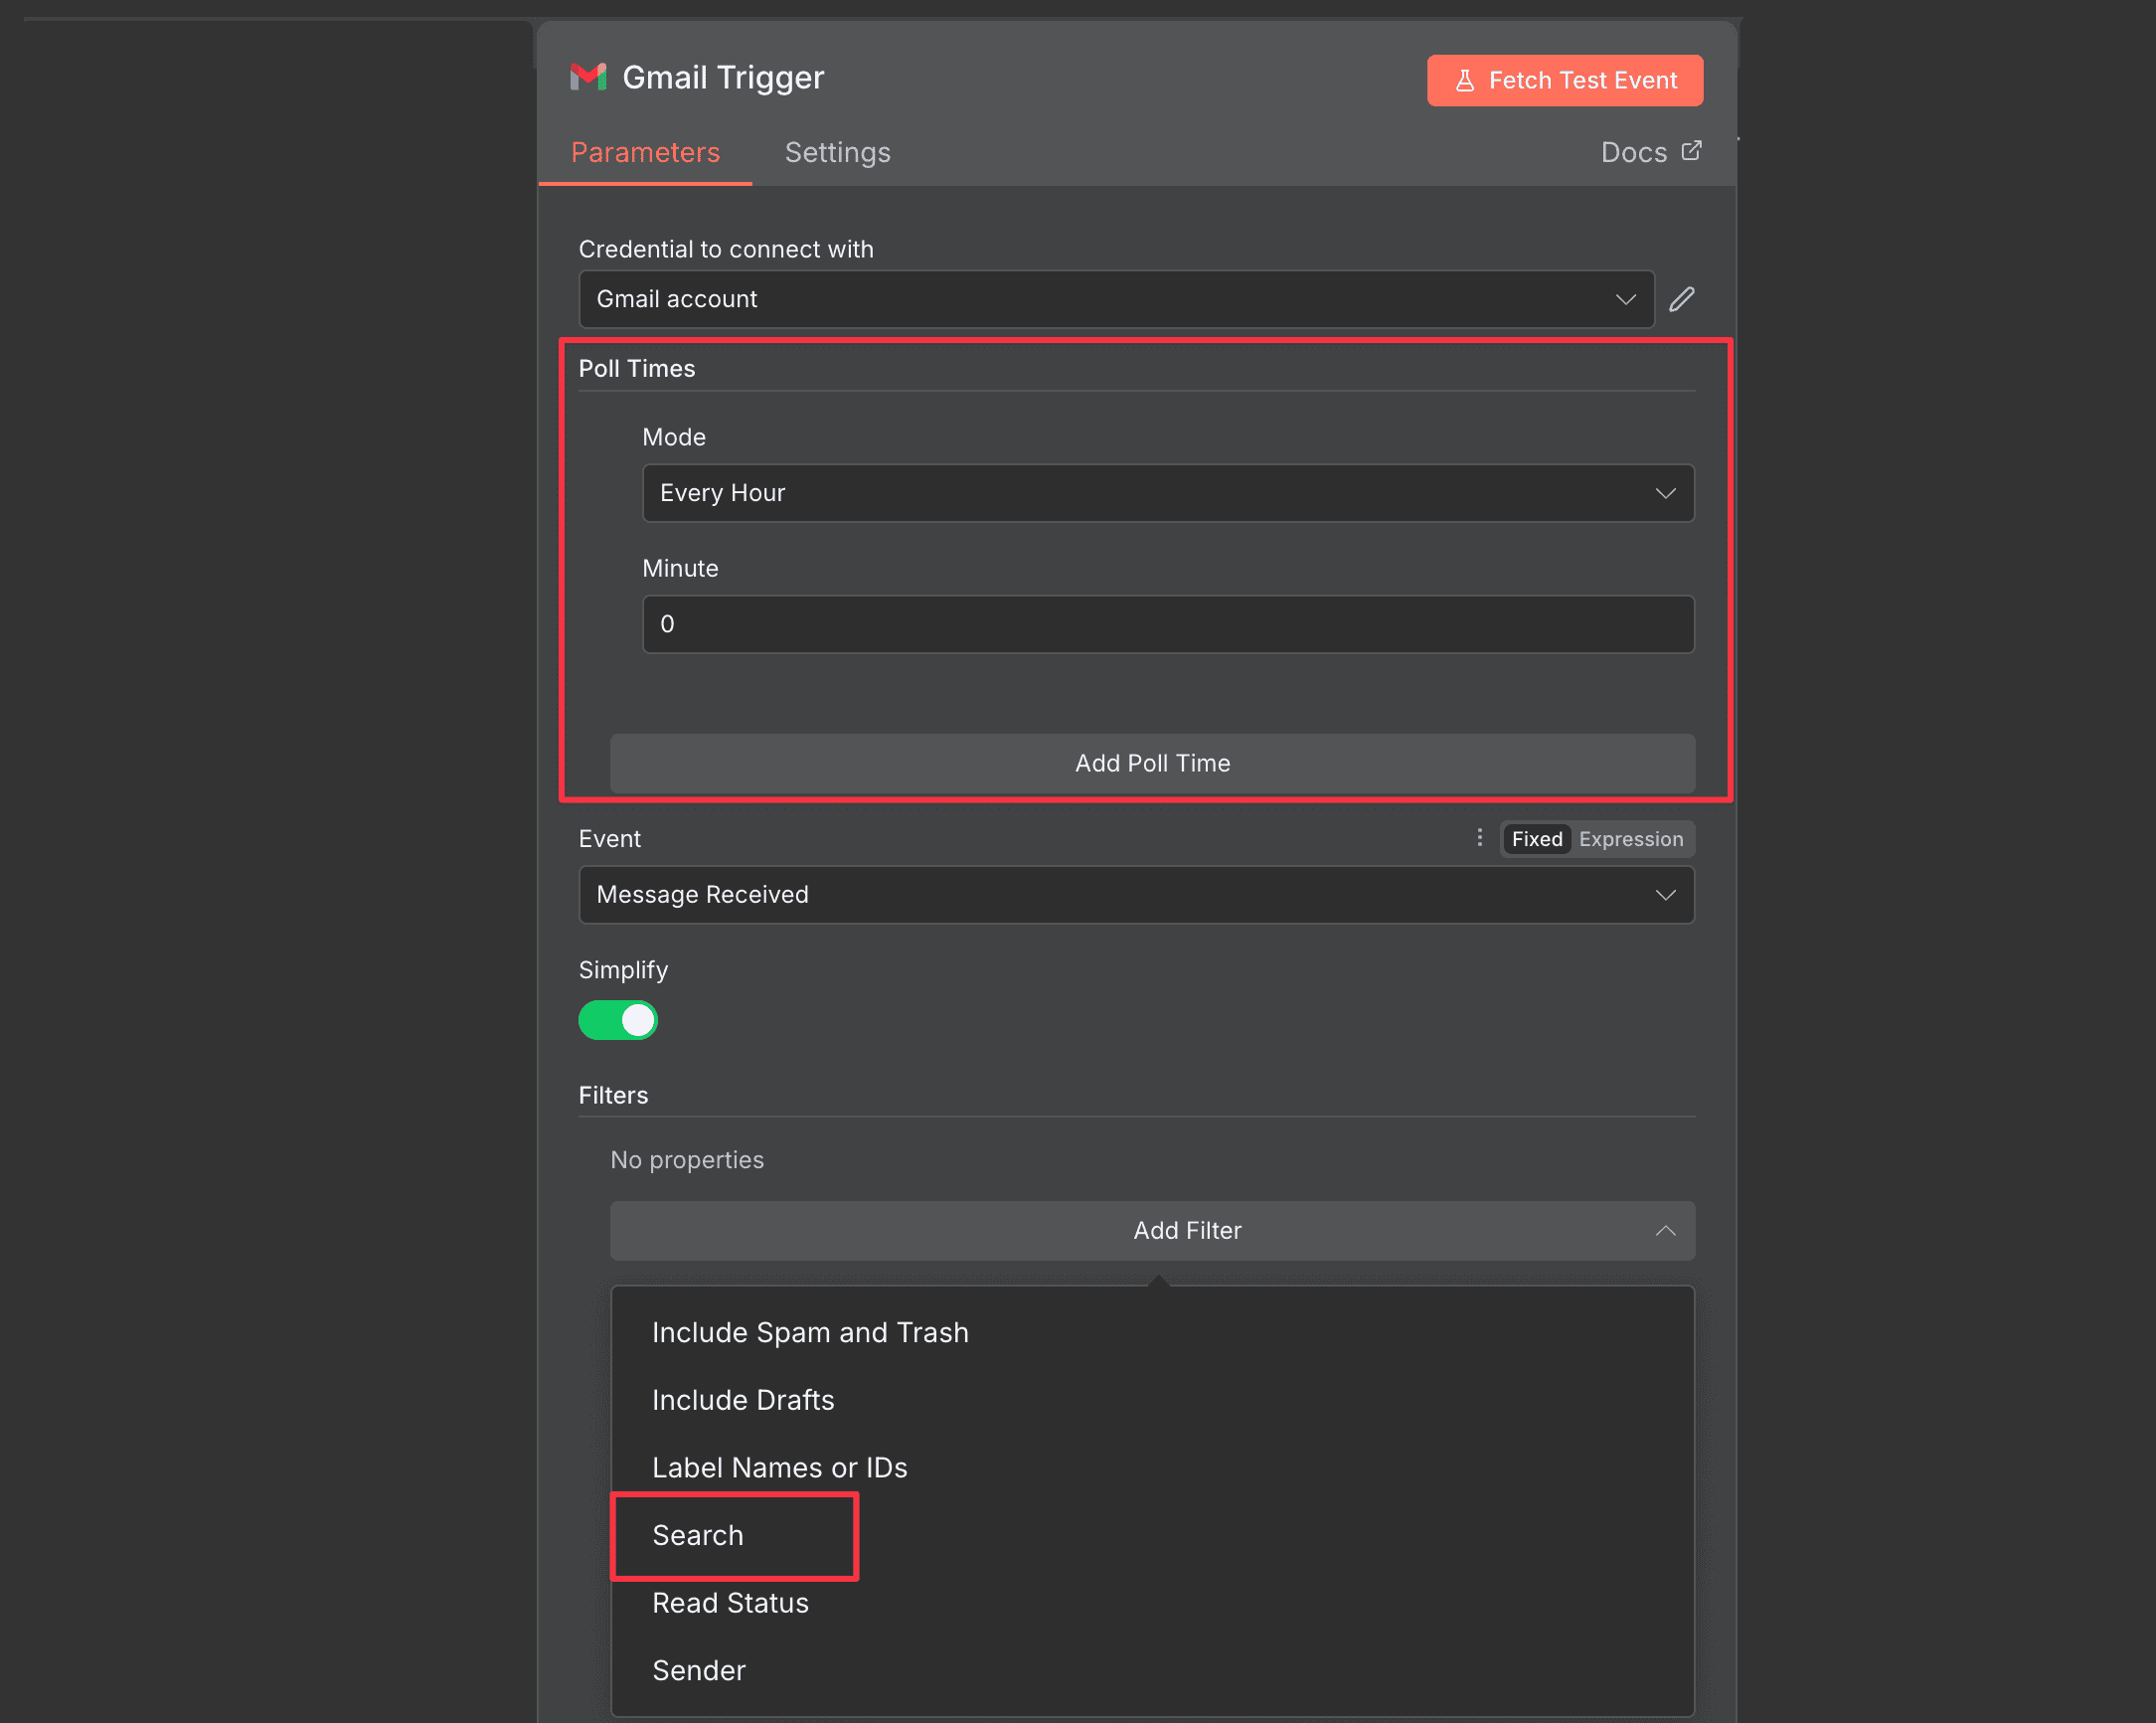 Gmail Trigger
Fetch Test Event
Parameters
Settings
Docs
Credential to connect with
Gmail account
Poll Times
Mode
Every Hour
Minute
0
Add Poll Time
Event
Fixed
Expression
Message Received
Simplify
Filters
No properties
Add Filter
Include Spam and Trash
Include Drafts
Label Names or IDs
Search
Read Status
Sender